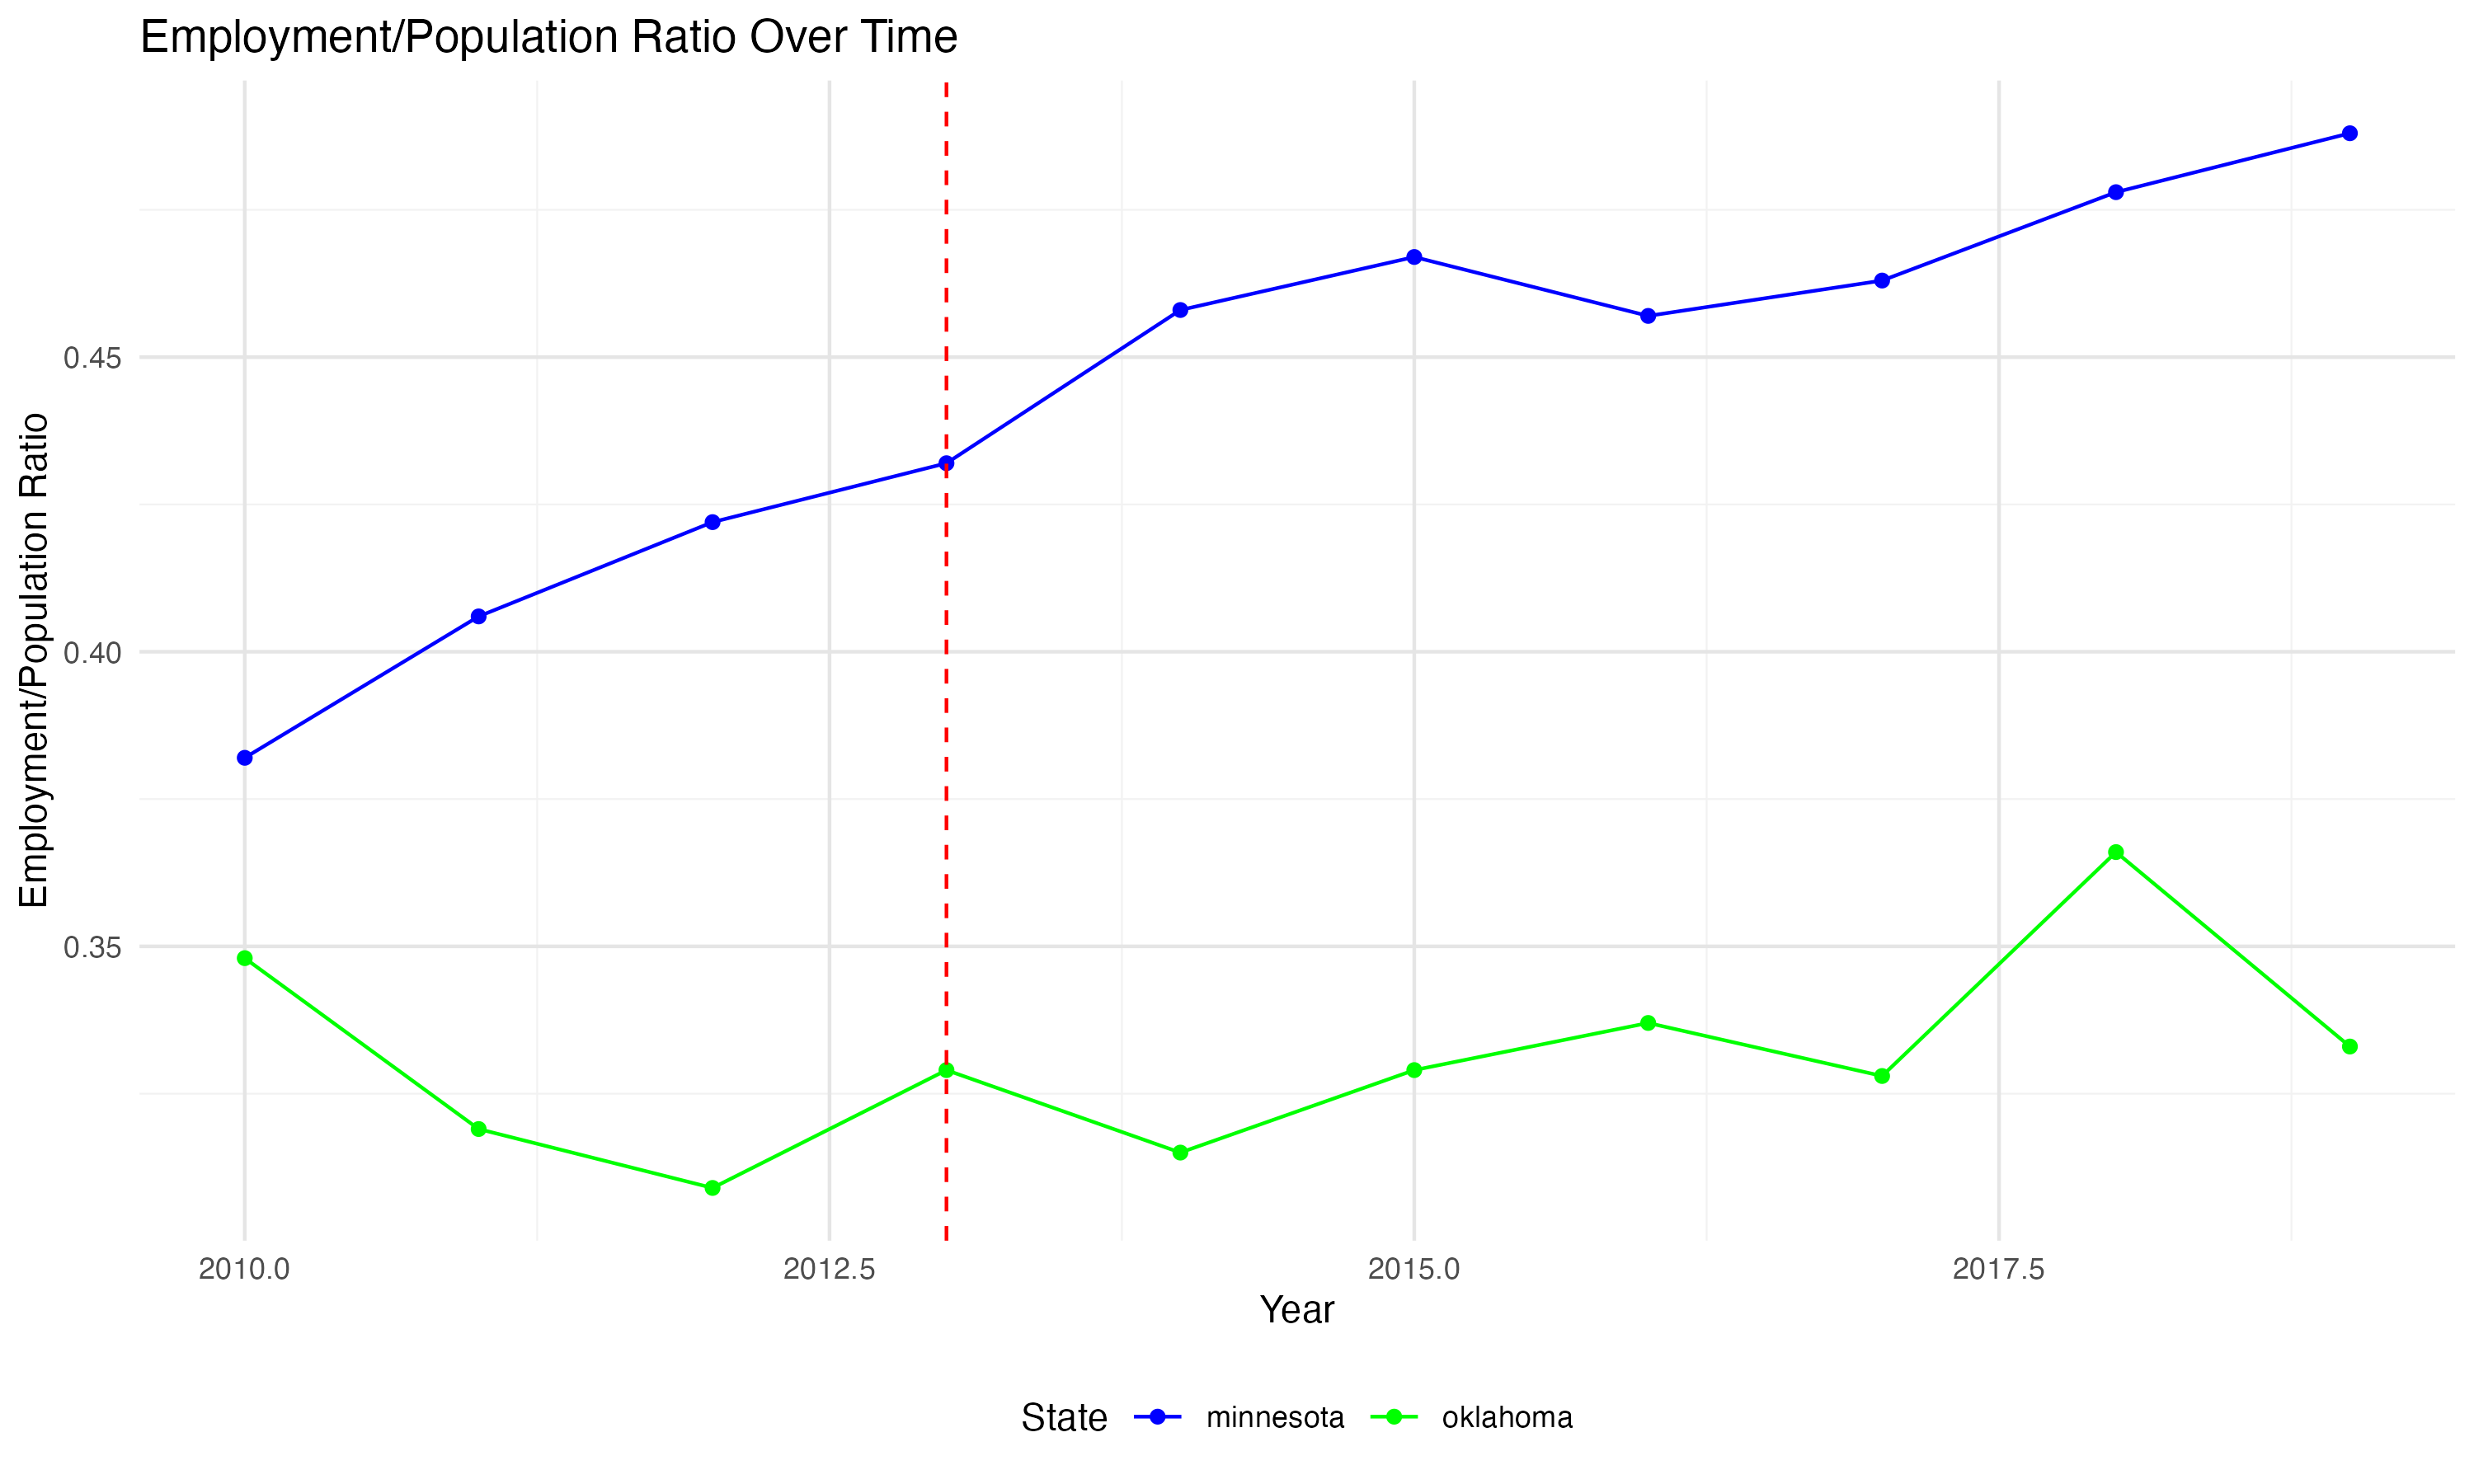 Employment/Population Ratio Over Time
Employment/Population Ratio
0.45
0.40
0.35
2010.0 2012.5 2015.0 2017.5
Year
State minnesota oklahoma